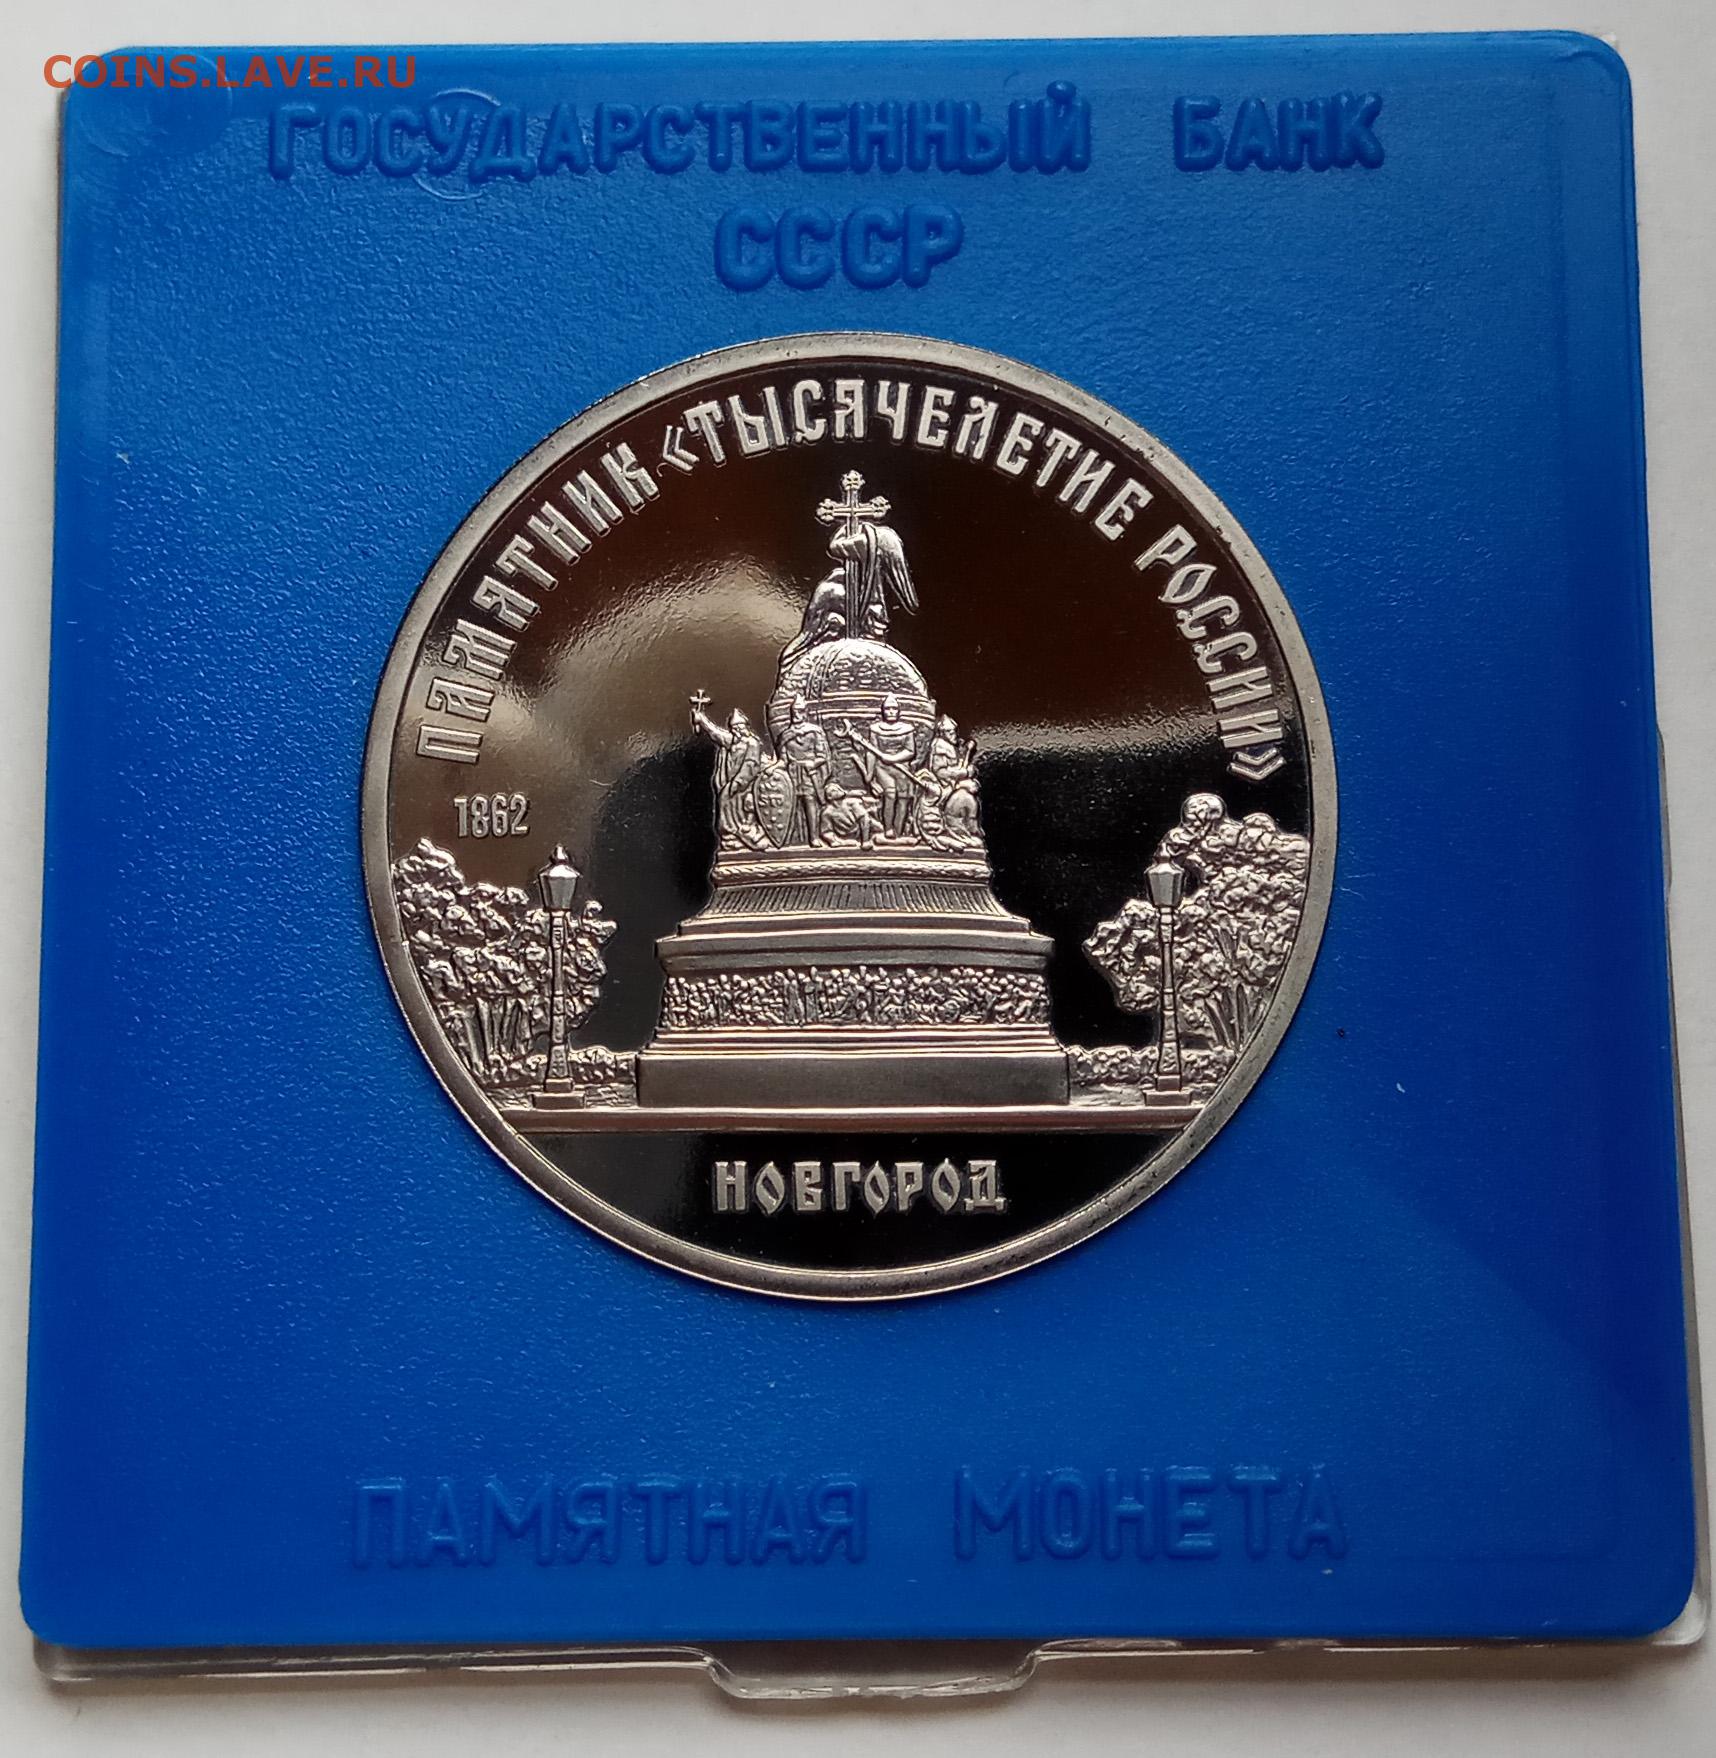 COINS.LAVE.RU
ГОСУДАРСТВЕННЫЙ БАНК
СССР
ПАМЯТНИК «ТЫСЯЧЕЛЕТИЕ РОССИИ»
1862
НОВГОРОД
ПАМЯТНАЯ МОНЕТА